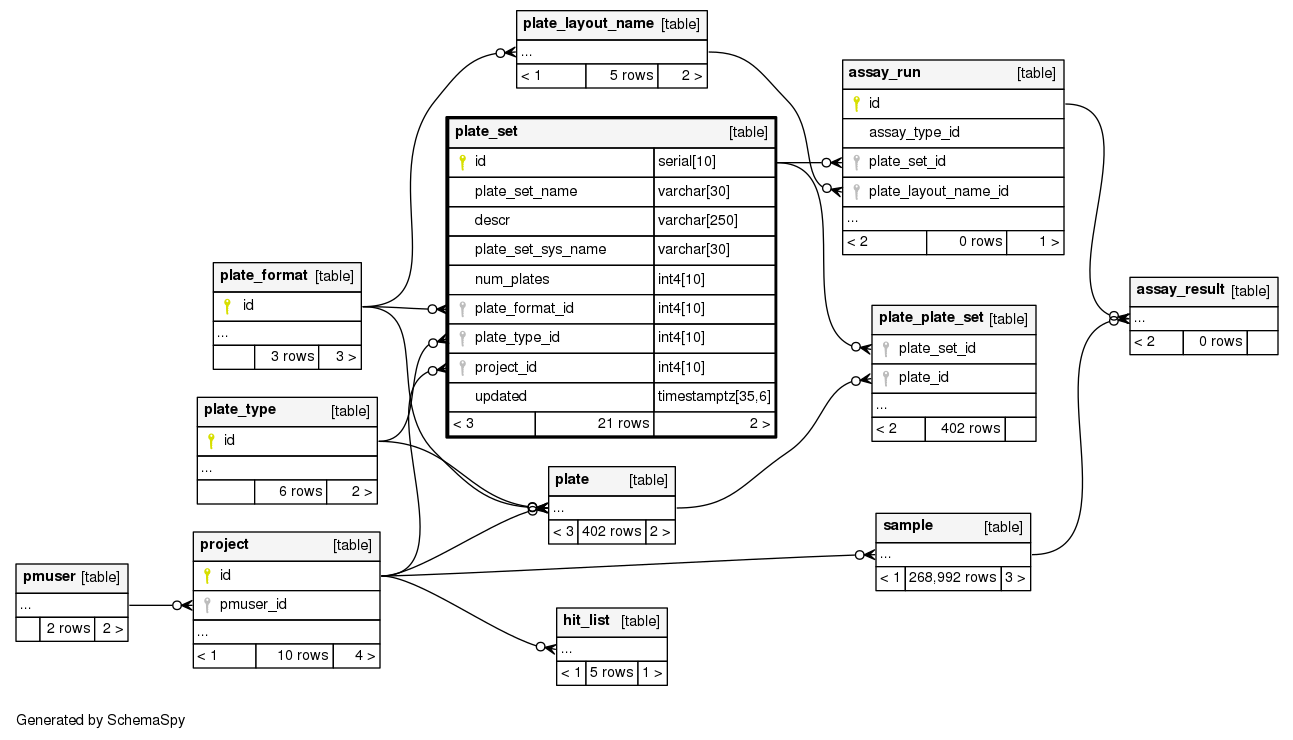 plate_layout_name [table]
...
< 1 5 rows 2 >
assay_run [table]
id
assay_type_id
plate_set_id
plate_layout_name_id
...
< 2 0 rows 1 >
plate_set [table]
id serial[10]
plate_set_name varchar[30]
descr varchar[250]
plate_set_sys_name varchar[30]
num_plates int4[10]
plate_format_id int4[10]
plate_type_id int4[10]
project_id int4[10]
updated timestamptz[35,6]
< 3 21 rows 2 >
plate_format [table]
id
...
3 rows 3 >
assay_result [table]
...
< 2 0 rows
plate_plate_set [table]
plate_set_id
plate_id
...
< 2 402 rows
plate_type [table]
id
...
6 rows 2 >
plate [table]
...
< 3 402 rows 2 >
sample [table]
...
< 1 268,992 rows 3 >
project [table]
id
pmuser_id
...
< 1 10 rows 4 >
pmuser [table]
...
2 rows 2 >
hit_list [table]
...
< 1 5 rows 1 >
Generated by SchemaSpy